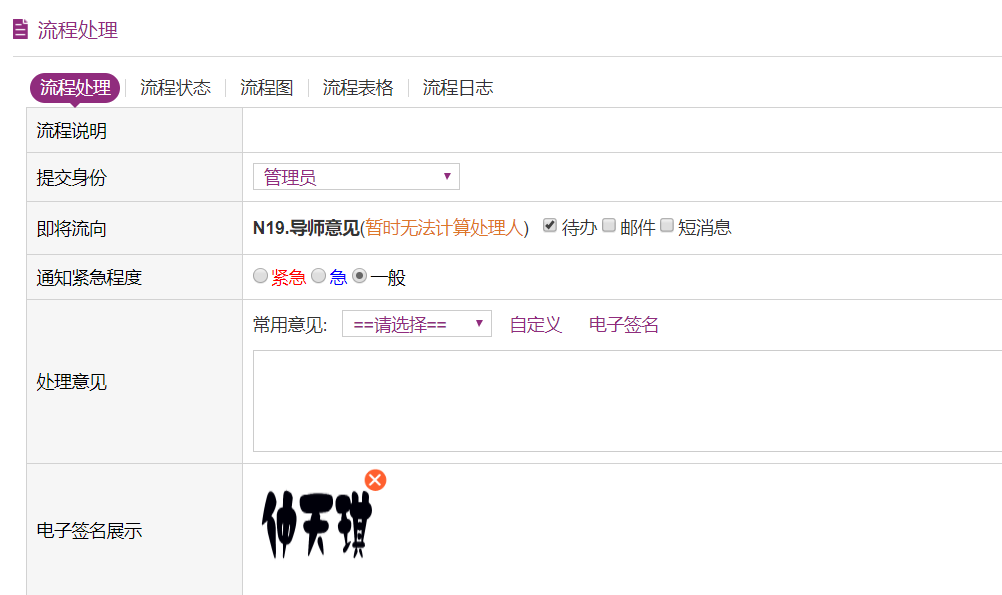 流程处理
流程处理 流程状态 流程图 流程表格 流程日志
流程说明
提交身份 管理员
即将流向 N19.导师意见(暂时无法计算处理人) 待办 邮件 短消息
通知紧急程度 紧急 急 一般
常用意见: ==请选择== 自定义 电子签名
处理意见
电子签名展示 仲天琪